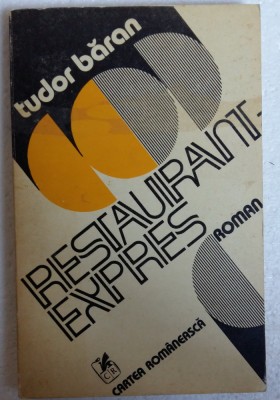 tudor băran
RESTAURANT-
EXPRES
ROMAN
CR
CARTEA ROMÂNEASCĂ